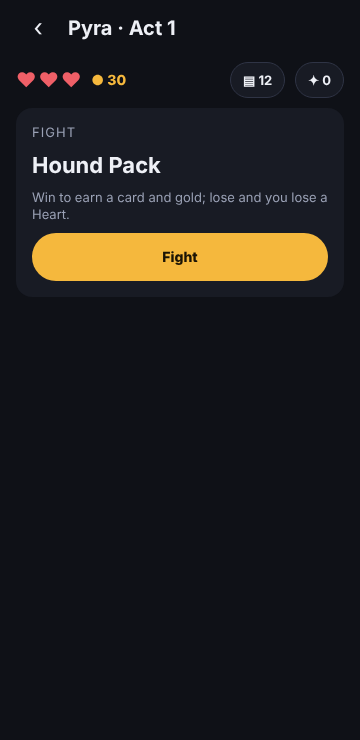 Pyra · Act 1
30
12
0
FIGHT
Hound Pack
Win to earn a card and gold; lose and you lose a
Heart.
Fight